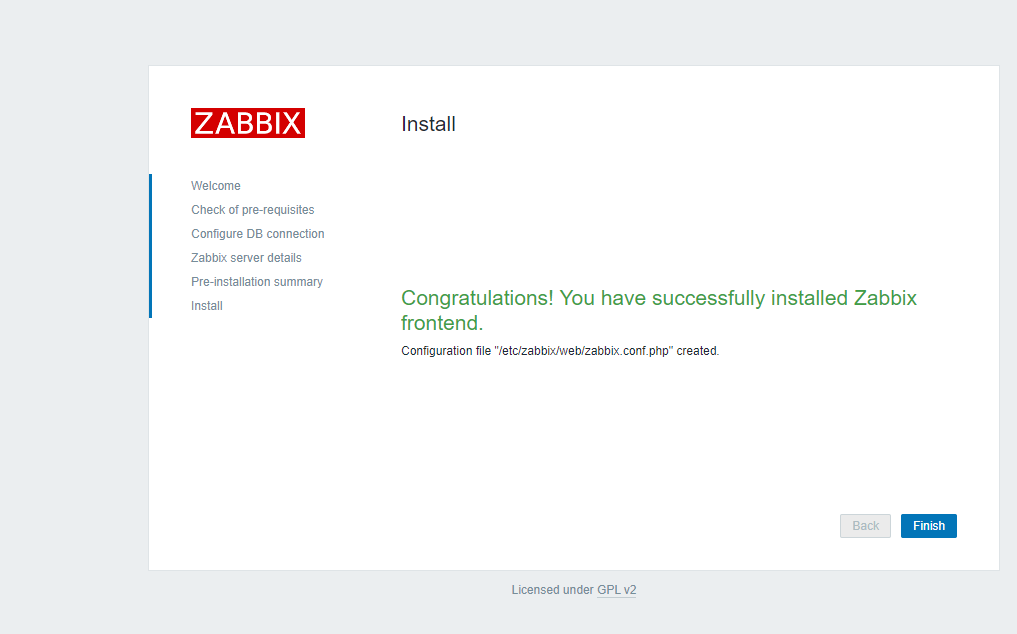 ZABBIX
Install
Welcome
Check of pre-requisites
Configure DB connection
Zabbix server details
Pre-installation summary
Install
Congratulations! You have successfully installed Zabbix
frontend.
Configuration file "/etc/zabbix/web/zabbix.conf.php" created.
Back
Finish
Licensed under GPL v2